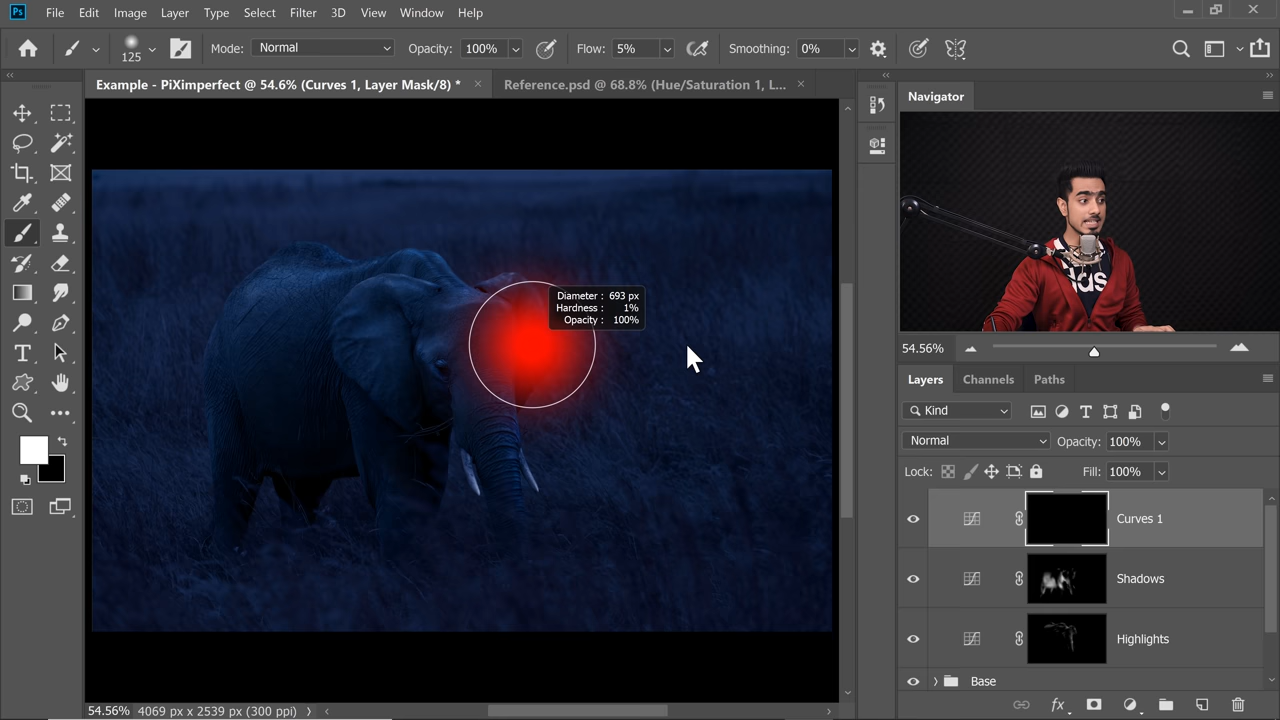 Ps File Edit Image Layer Type Select Filter 3D View Window Help
125 Mode: Normal Opacity: 100% Flow: 5% Smoothing: 0%
Example - PiXimperfect @ 54.6% (Curves 1, Layer Mask/8) * Reference.psd @ 68.8% (Hue/Saturation 1, L...
Navigator
das
Diameter : 693 px
Hardness : 1%
Opacity : 100%
54.56%
Layers Channels Paths
Kind
Normal Opacity: 100%
Lock: Fill: 100%
Curves 1
Shadows
Highlights
Base
54.56% 4069 px x 2539 px (300 ppi)
fx